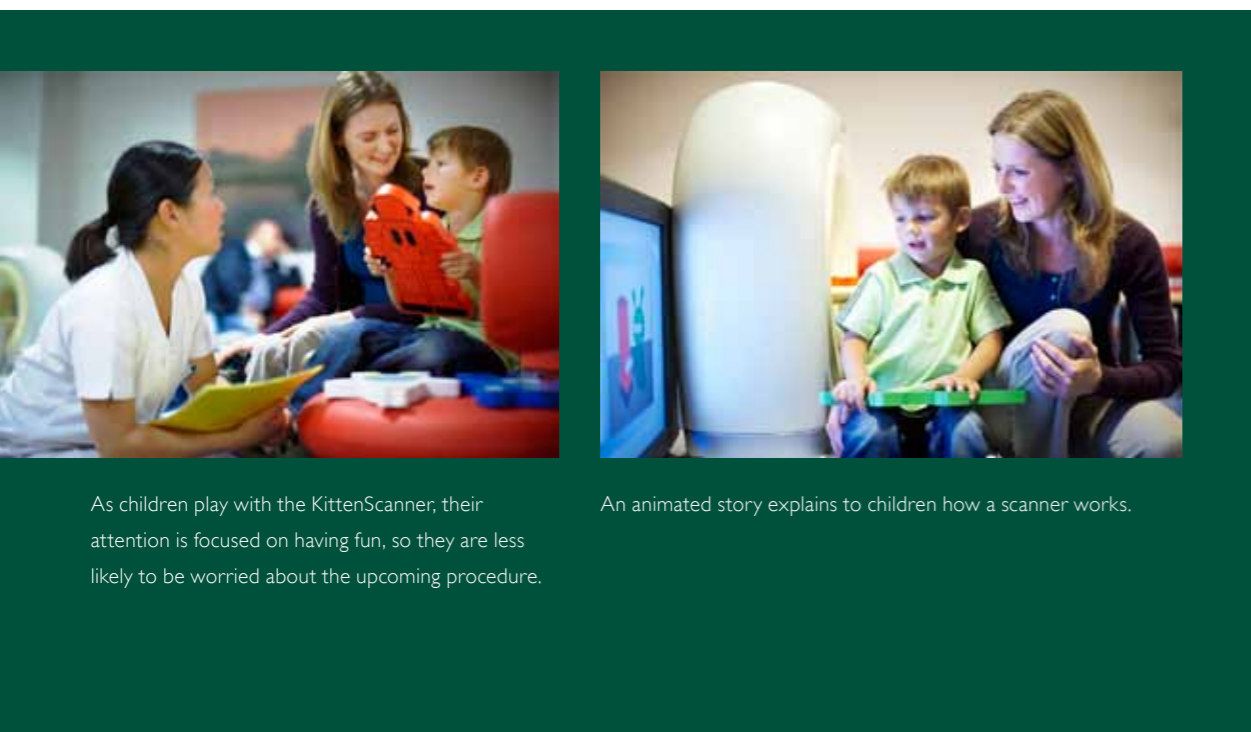 As children play with the KittenScanner, their
attention is focused on having fun, so they are less
likely to be worried about the upcoming procedure.
An animated story explains to children how a scanner works.